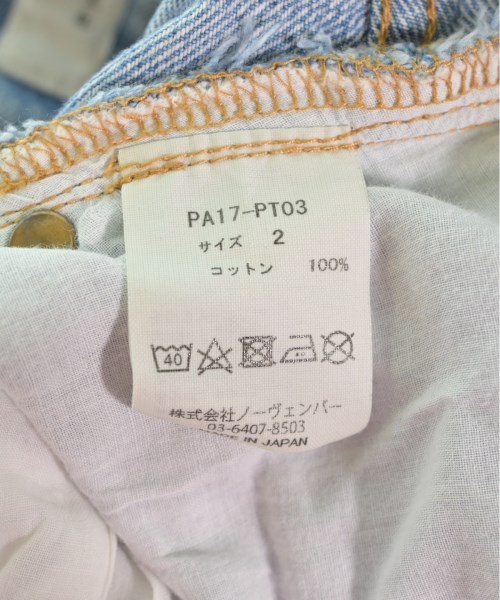 PA17-PT03
サイズ 2
コットン 100%
40
株式会社ノーヴェンバー
03-6407-8503
MADE IN JAPAN